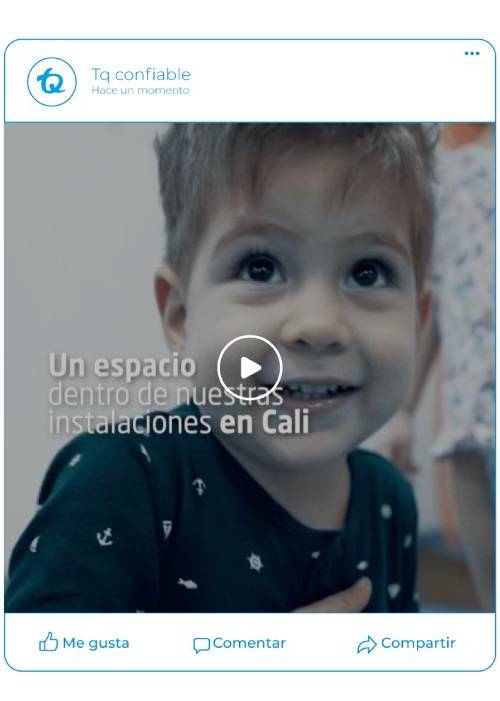 TQ
Tq confiable
Hace un momento
Un espacio
dentro de nuestras
instalaciones en Cali
Me gusta
Comentar
Compartir